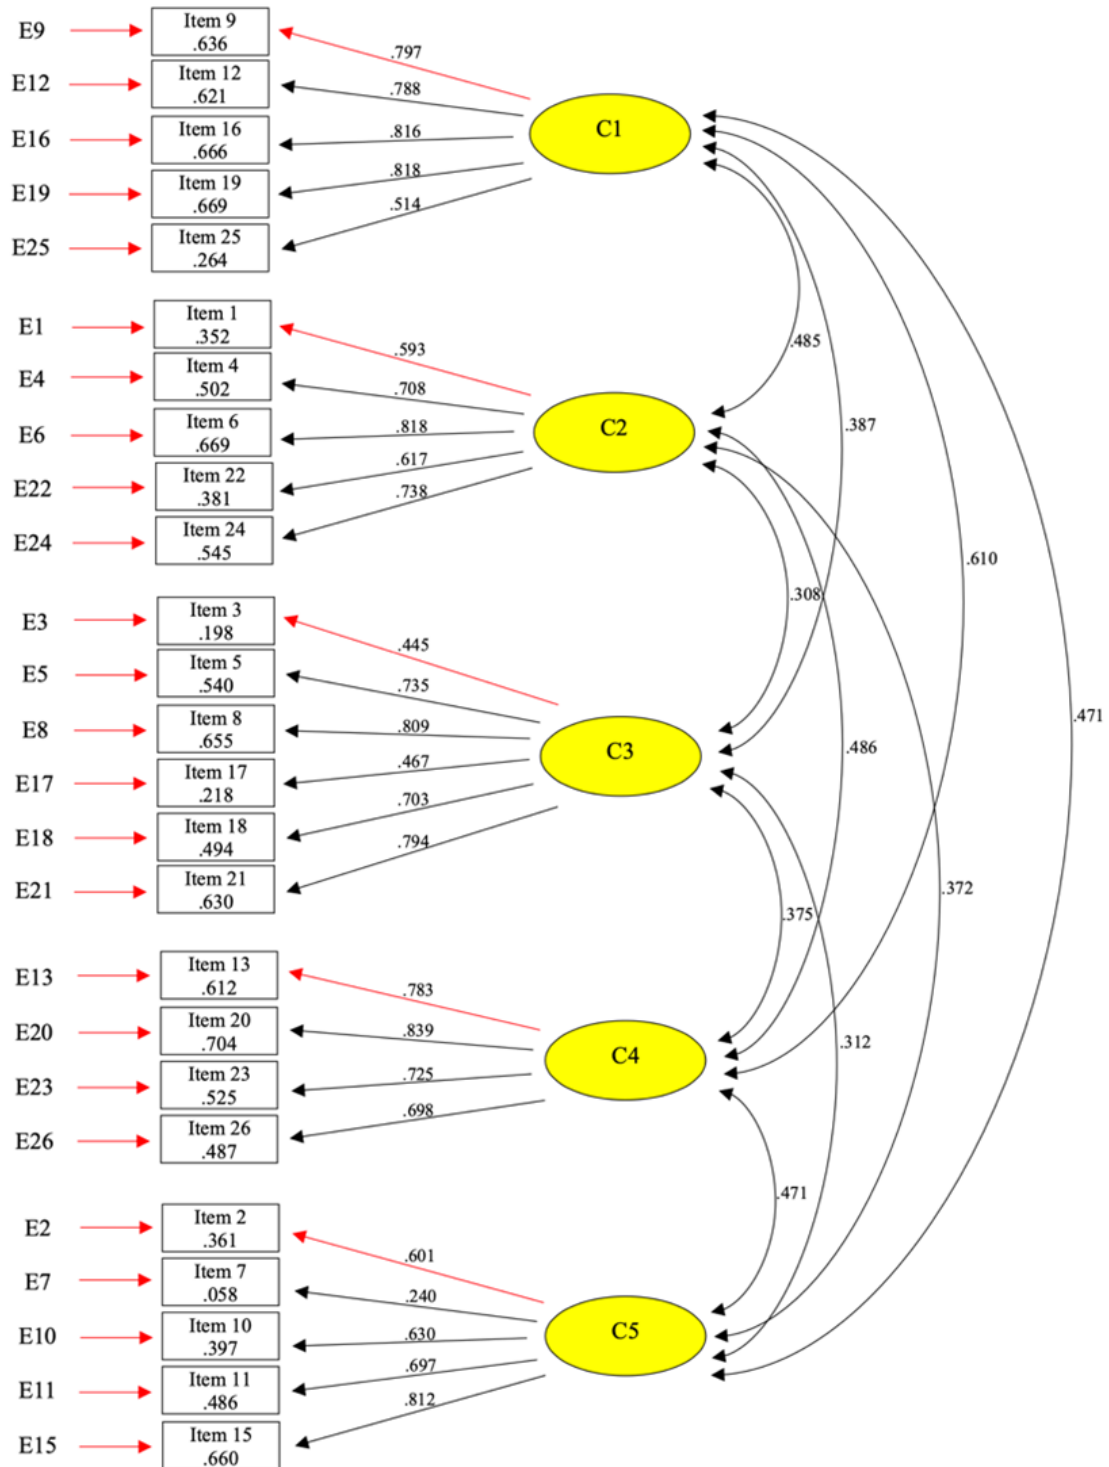 E9
Item 9
.636
.797
E12
Item 12
.621
.788
E16
Item 16
.666
.816
E19
Item 19
.669
.818
E25
Item 25
.264
.514
C1
E1
Item 1
.352
.593
E4
Item 4
.502
.708
E6
Item 6
.669
.818
E22
Item 22
.381
.617
E24
Item 24
.545
.738
C2
E3
Item 3
.198
.445
E5
Item 5
.540
.735
E8
Item 8
.655
.809
E17
Item 17
.218
.467
E18
Item 18
.494
.703
E21
Item 21
.630
.794
C3
E13
Item 13
.612
.783
E20
Item 20
.704
.839
E23
Item 23
.525
.725
E26
Item 26
.487
.698
C4
E2
Item 2
.361
.601
E7
Item 7
.058
.240
E10
Item 10
.397
.630
E11
Item 11
.486
.697
E15
Item 15
.660
.812
C5
.485
.387
.610
.308
.471
.486
.372
.375
.312
.471